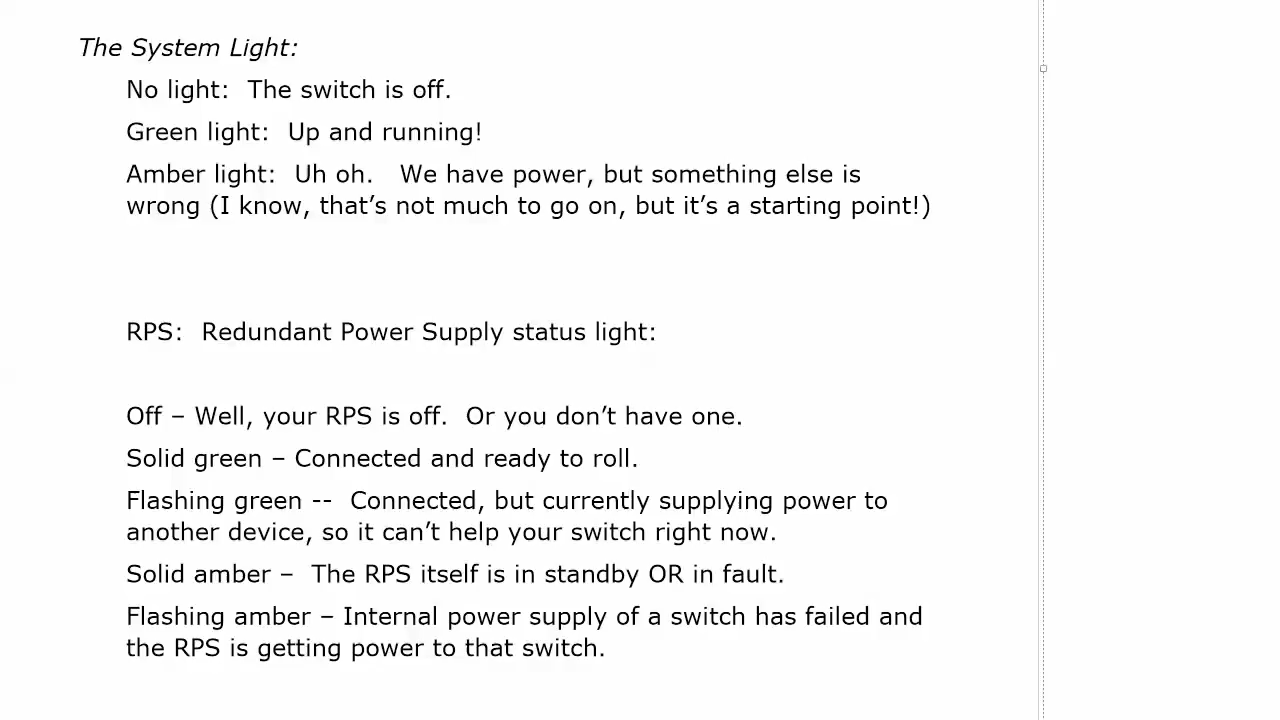 The System Light:
No light:  The switch is off.
Green light:  Up and running!
Amber light:  Uh oh.   We have power, but something else is
wrong (I know, that’s not much to go on, but it’s a starting point!)
RPS:  Redundant Power Supply status light:
Off – Well, your RPS is off.  Or you don’t have one.
Solid green – Connected and ready to roll.
Flashing green --  Connected, but currently supplying power to
another device, so it can’t help your switch right now.
Solid amber –  The RPS itself is in standby OR in fault.
Flashing amber – Internal power supply of a switch has failed and
the RPS is getting power to that switch.